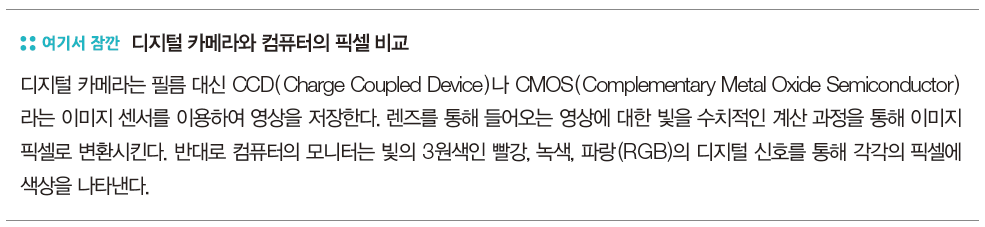 여기서 잠깐 디지털 카메라와 컴퓨터의 픽셀 비교
디지털 카메라는 필름 대신 CCD(Charge Coupled Device)나 CMOS(Complementary Metal Oxide Semiconductor)
라는 이미지 센서를 이용하여 영상을 저장한다. 렌즈를 통해 들어오는 영상에 대한 빛을 수치적인 계산 과정을 통해 이미지
픽셀로 변환시킨다. 반대로 컴퓨터의 모니터는 빛의 3원색인 빨강, 녹색, 파랑(RGB)의 디지털 신호를 통해 각각의 픽셀에
색상을 나타낸다.